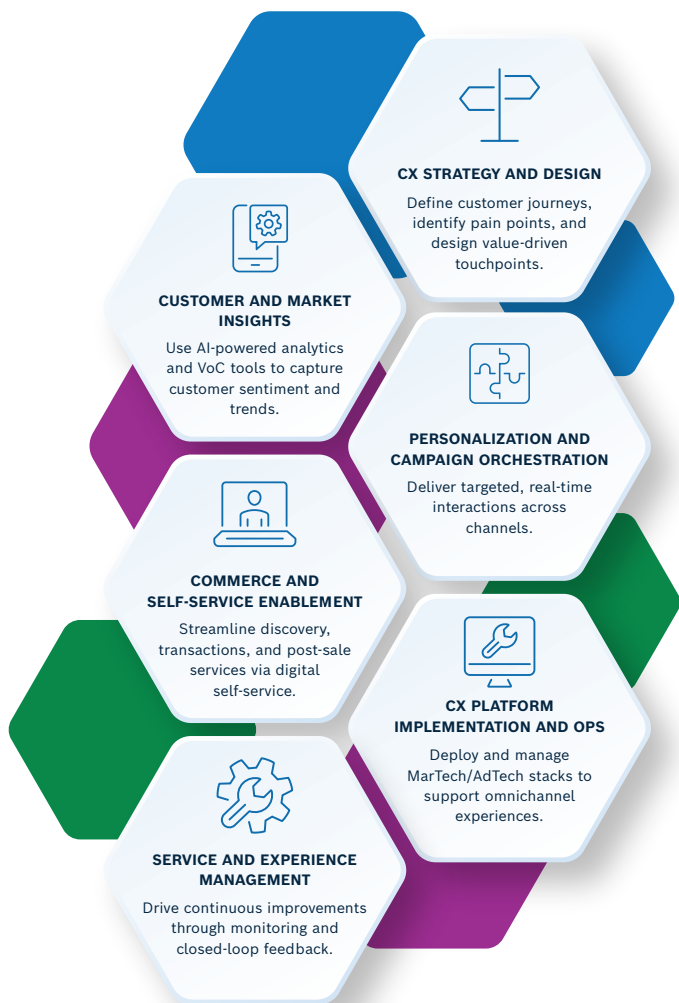 CX STRATEGY AND DESIGN
Define customer journeys,
identify pain points, and
design value-driven
touchpoints.
CUSTOMER AND MARKET
INSIGHTS
Use AI-powered analytics
and VoC tools to capture
customer sentiment and
trends.
PERSONALIZATION AND
CAMPAIGN ORCHESTRATION
Deliver targeted, real-time
interactions across
channels.
COMMERCE AND
SELF-SERVICE ENABLEMENT
Streamline discovery,
transactions, and post-sale
services via digital
self-service.
CX PLATFORM
IMPLEMENTATION AND OPS
Deploy and manage
MarTech/AdTech stacks to
support omnichannel
experiences.
SERVICE AND EXPERIENCE
MANAGEMENT
Drive continuous improvements
through monitoring and
closed-loop feedback.